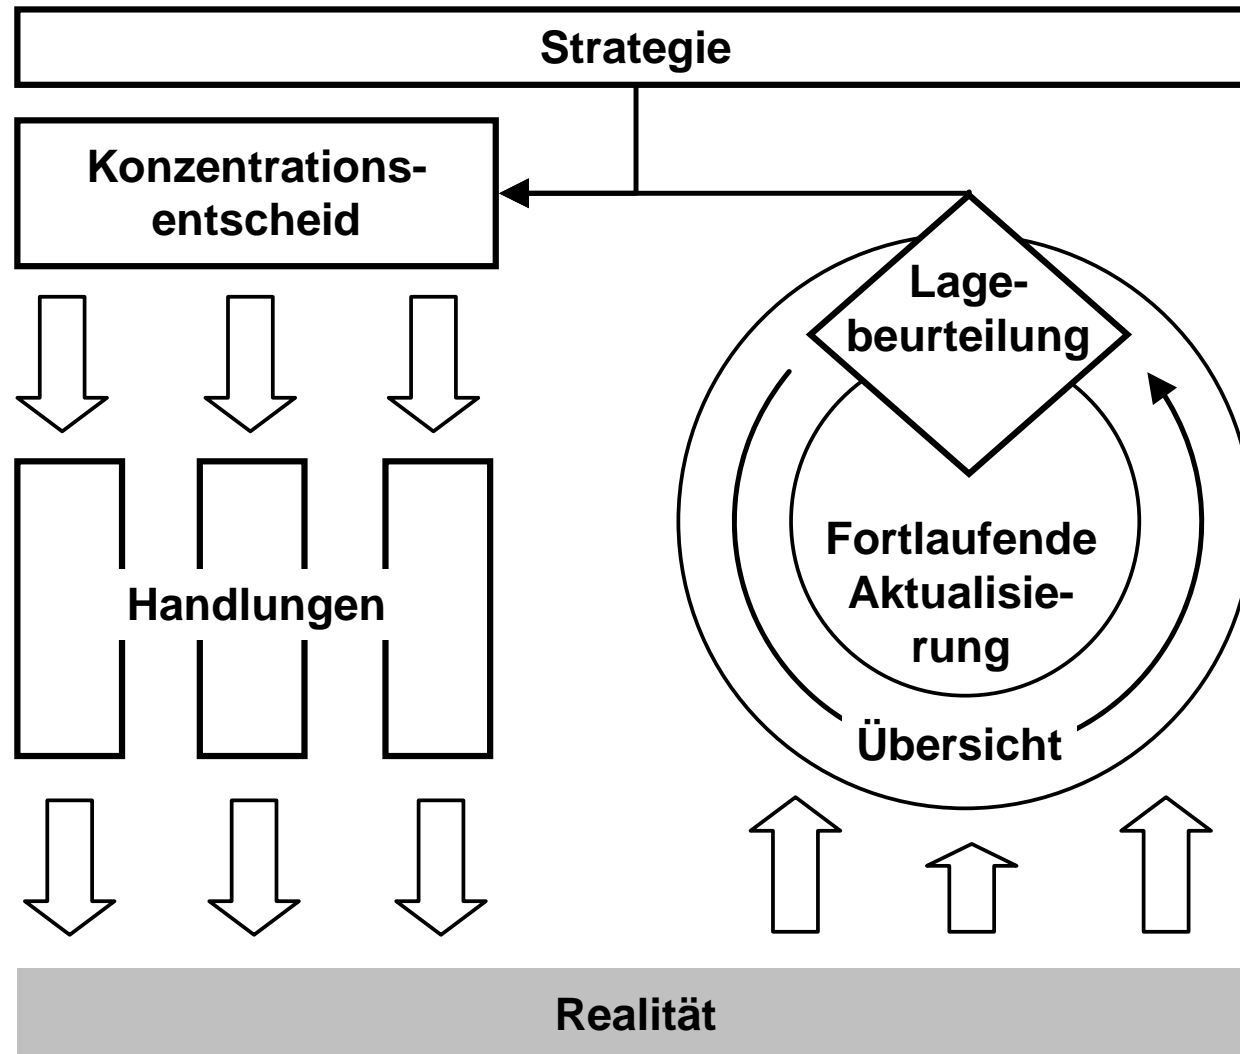 Strategie
Konzentrations-
entscheid
Lage-
beurteilung
Fortlaufende
Aktualisie-
rung
Handlungen
Übersicht
Realität